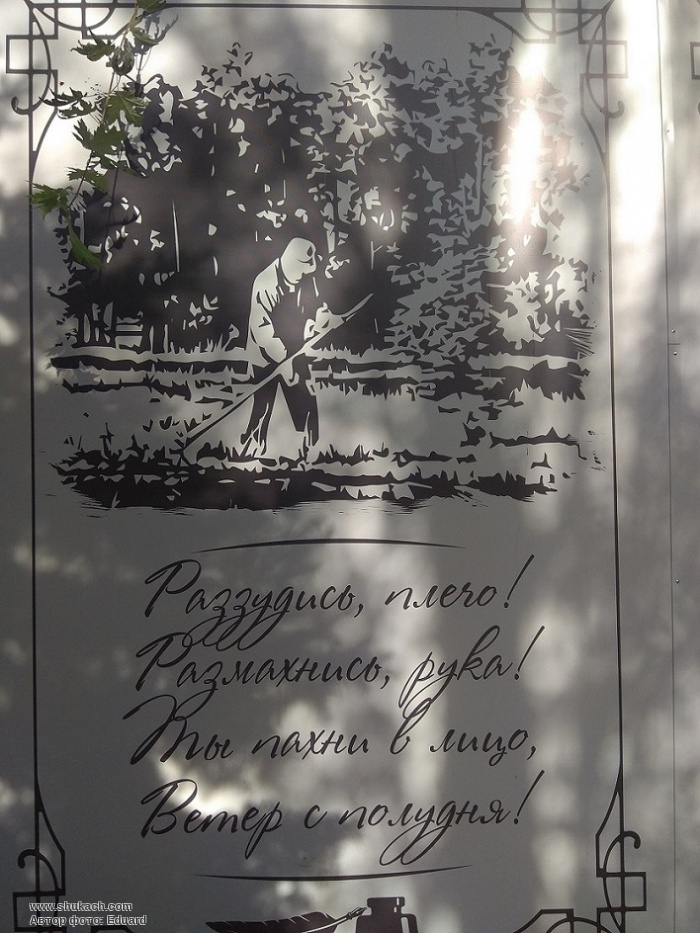 Раззудись, плечо!
Размахнись, рука!
Ты пахни в лицо,
Ветер с полудня!
www.shukach.com
Автор фото: Eduard